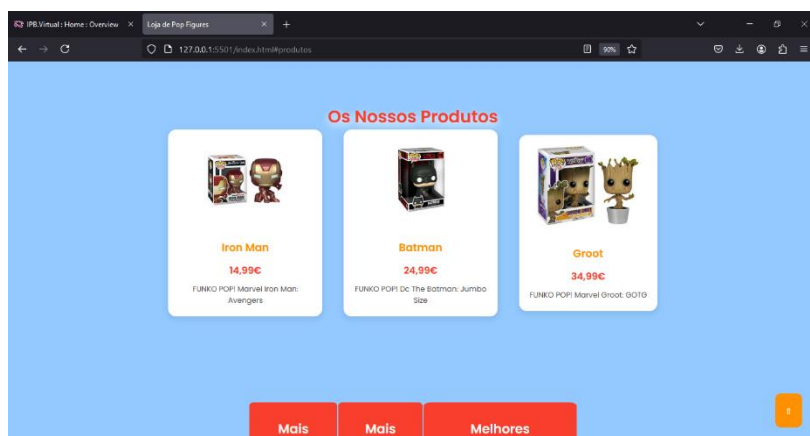 IPB.Virtual : Home : Overview
Loja de Pop Figures
127.0.0.1:5501/index.html#produtos
90%
Os Nossos Produtos
Iron Man
14,99€
FUNKO POP! Marvel Iron Man:
Avengers
Batman
24,99€
FUNKO POP! Dc The Batman: Jumbo
Size
Groot
34,99€
FUNKO POP! Marvel Groot: GOTG
Mais
Mais
Melhores